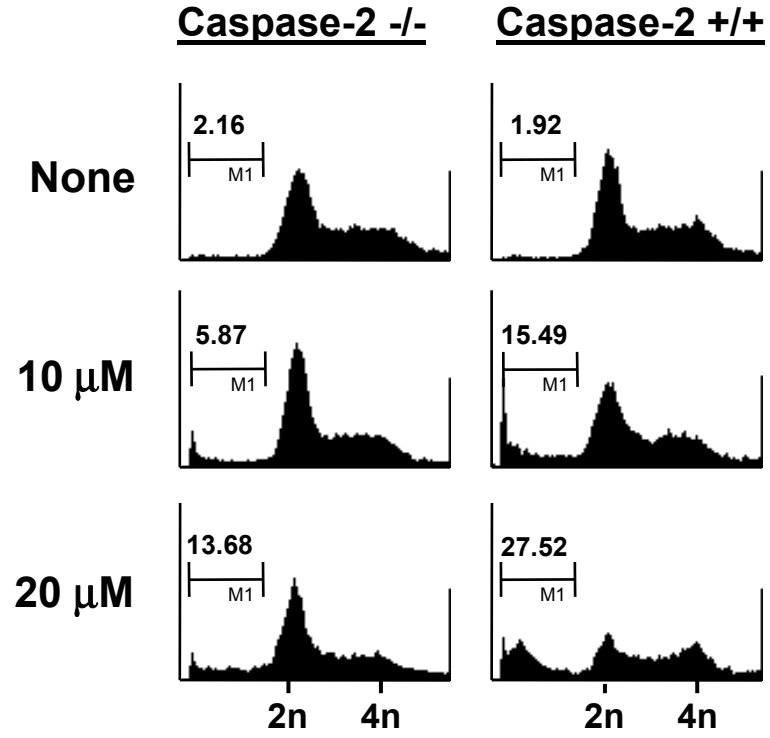 Caspase-2 -/- Caspase-2 +/+
None 2.16 M1 1.92 M1
10 μM 5.87 M1 15.49 M1
20 μM 13.68 M1 27.52 M1
2n 4n 2n 4n